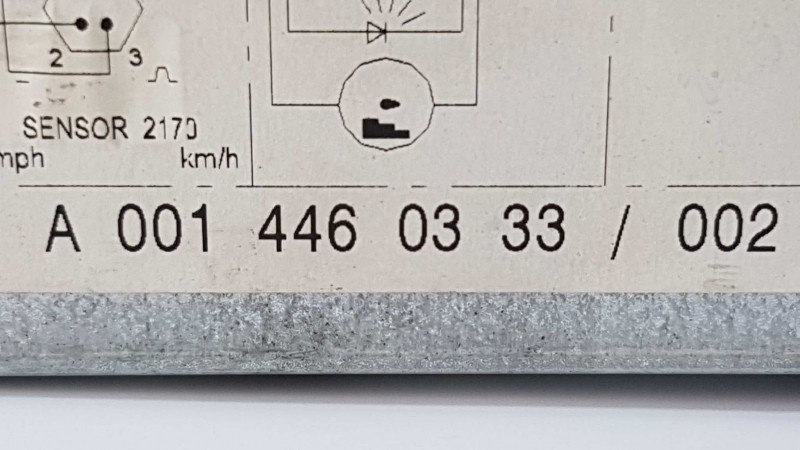 2 3
SENSOR 2170
mph km/h
A 001 446 03 33 / 002